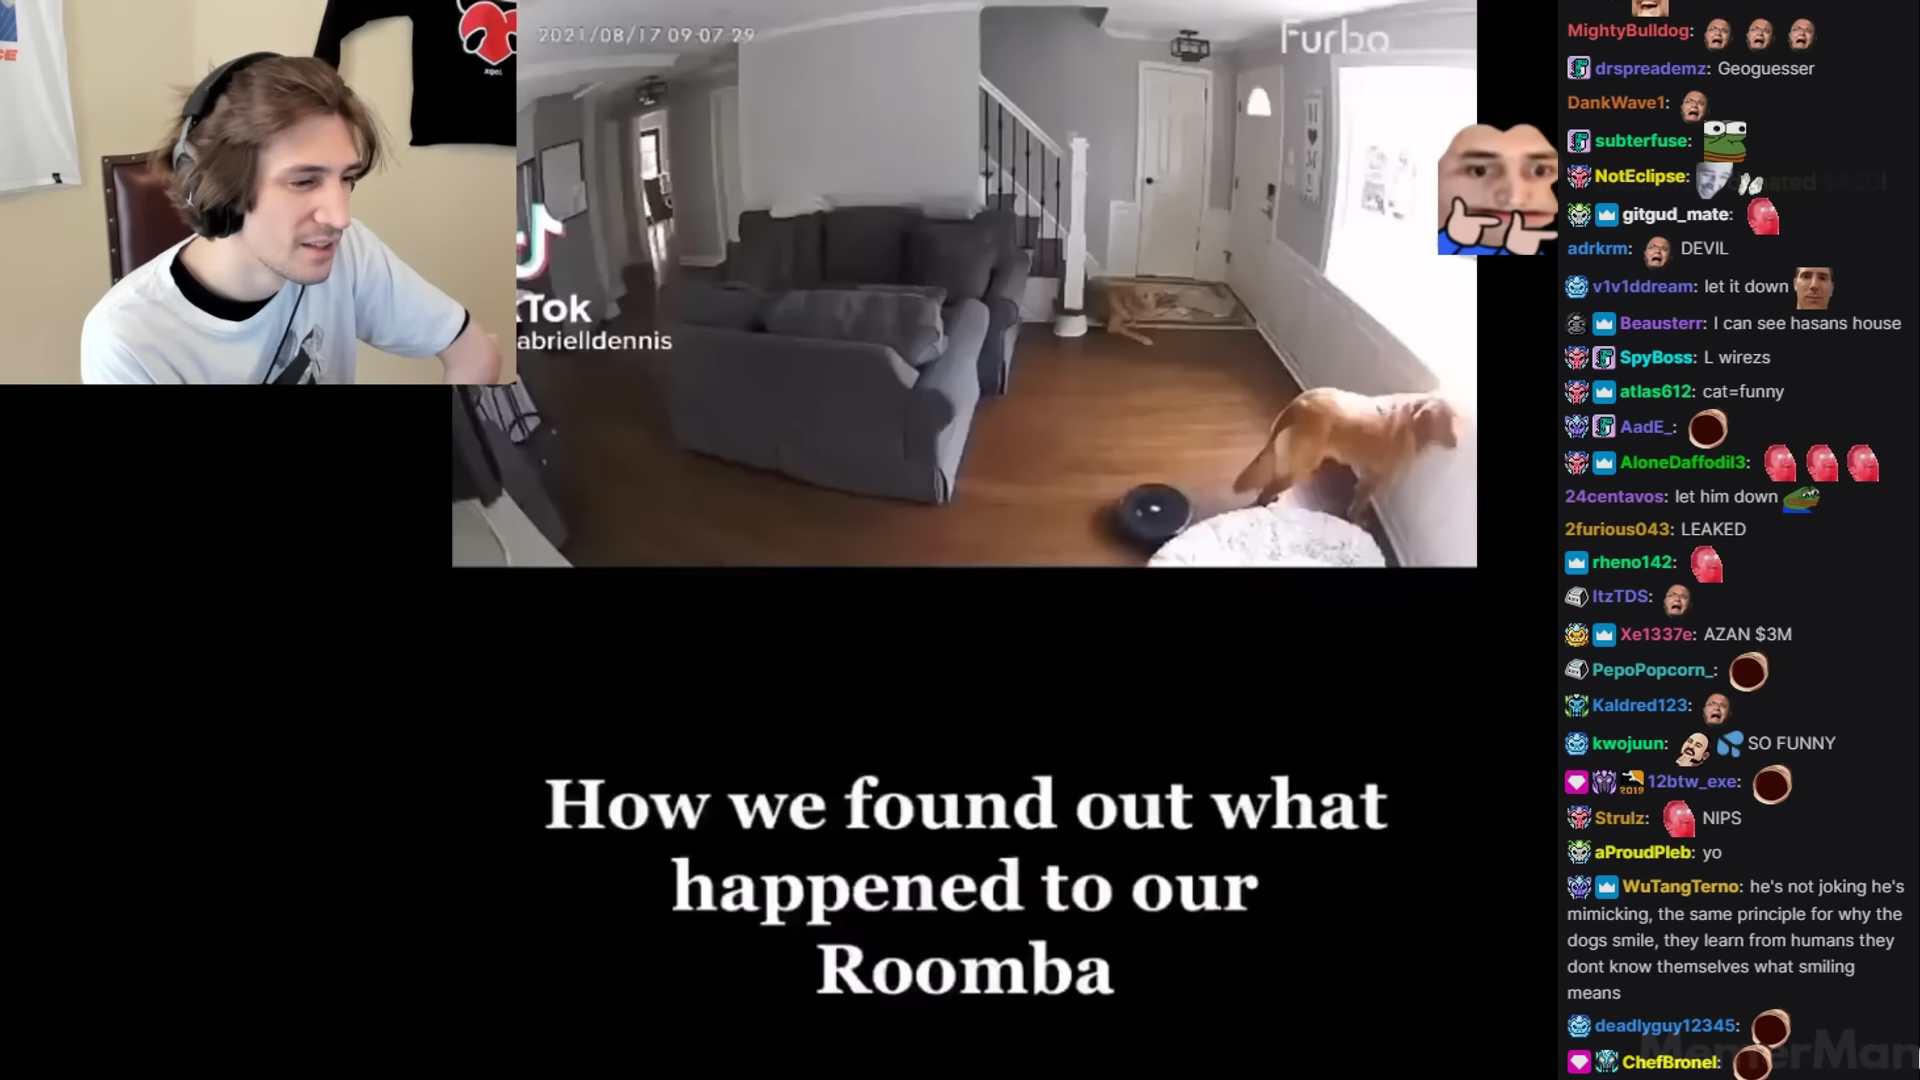 2021/08/17 09:07 29
Furbo
Tok
abrielldennis
How we found out what
happened to our
Roomba
MightyBulldog:
drspreademz: Geoguesser
DankWave1:
subterfuse:
NotEclipse:
gitgud_mate:
adrkrm: DEVIL
v1v1ddream: let it down
Beausterr: I can see hasans house
SpyBoss: L wirezs
atlas612: cat=funny
AadE_:
AloneDaffodil3:
24centavos: let him down
2furious043: LEAKED
rheno142:
ItzTDS:
Xe1337e: AZAN $3M
PepoPopcorn_:
Kaldred123:
kwojuun: SO FUNNY
2019 12btw_exe:
Strulz: NIPS
aProudPleb: yo
WuTangTerno: he's not joking he's
mimicking, the same principle for why the
dogs smile, they learn from humans they
dont know themselves what smiling
means
deadlyguy12345:
ChefBronel: